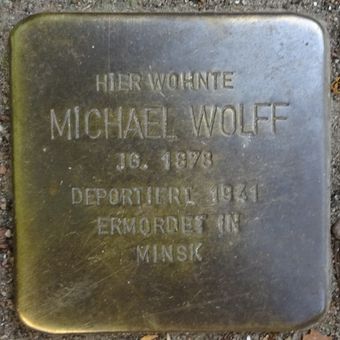 HIER WOHNTE
MICHAEL WOLFF
JG. 1878
DEPORTIERT 1941
ERMORDET IN
MINSK